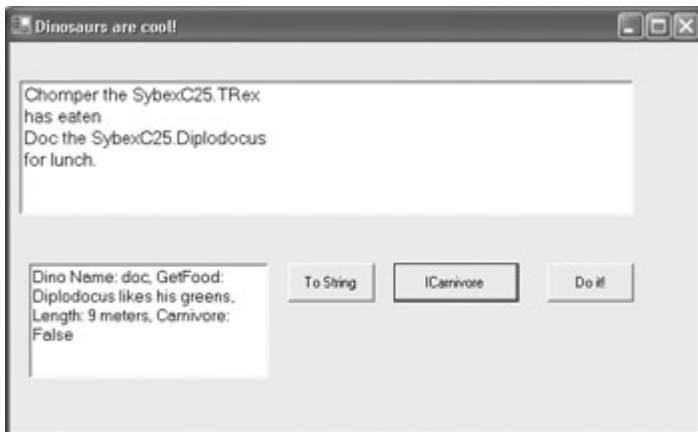 Dinosaurs are cool!
Chomper the SybexC25.TRex
has eaten
Doc the SybexC25.Diplodocus
for lunch.
Dino Name: doc, GetFood:
Diplodocus likes his greens,
Length: 9 meters, Carnivore:
False
To String
ICarnivore
Do it!